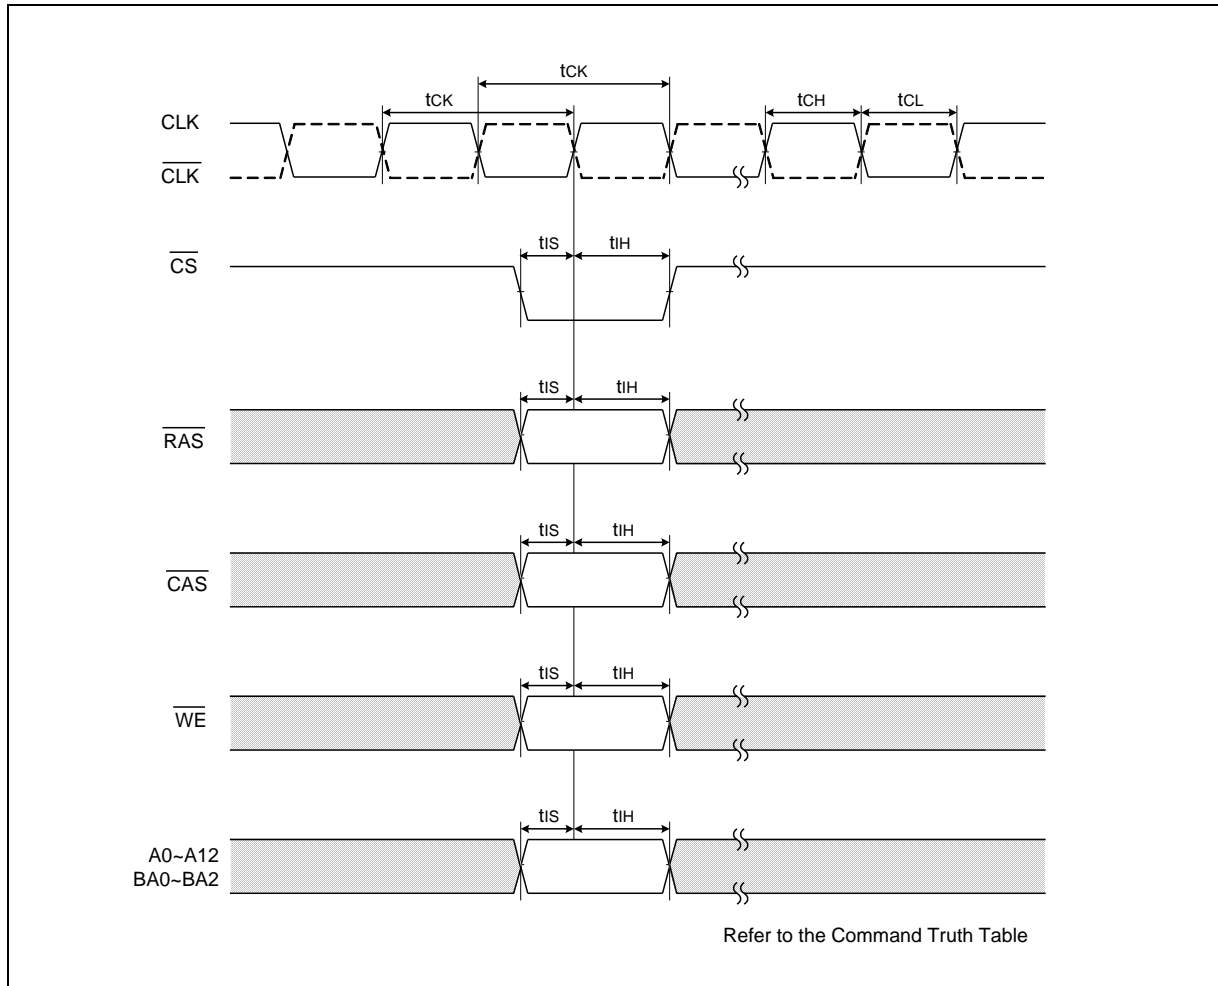 tCK
tCK
tCH
tCL
CLK
CLK
tIS
tIH
CS
tIS
tIH
RAS
tIS
tIH
CAS
tIS
tIH
WE
tIS
tIH
A0~A12
BA0~BA2
Refer to the Command Truth Table